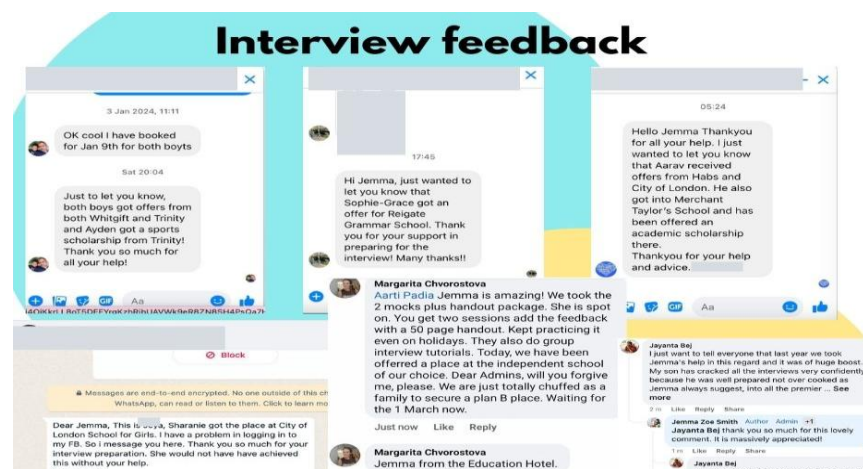 Interview feedback
3 Jan 2024, 11:11
OK cool I have booked
for Jan 9th for both boyts
Sat 20:04
Just to let you know,
both boys got offers from
both Whitgift and Trinity
and Ayden got a sports
scholarship from Trinity!
Thank you so much for
all your help!
GIF
Aa
17:45
Hi Jemma, just wanted to
let you know that
Sophie-Grace got an
offer for Reigate
Grammar School. Thank
you for your support in
preparing for the
interview! Many thanks!!
05:24
Hello Jemma Thankyou
for all your help. I just
wanted to let you know
that Aarav received
offers from Habs and
City of London. He also
got into Merchant
Taylor's School and has
been offered an
academic scholarship
there.
Thankyou for your help
and advice.
GIF
Aa
Block
Messages are end-to-end encrypted. No one outside of this ch
WhatsApp, can read or listen to them. Click to learn mo
Dear Jemma, This is Sharanie got the place at City of
London School for Girls. I have a problem in logging in to
my FB. So I message you here. Thank you so much for your
interview preparation. She would not have have achieved
this without your help.
Margarita Chvorostova
Aarti Padia Jemma is amazing! We took the
2 mocks plus handout package. She is spot
on. You get two sessions add the feedback
with a 50 page handout. Kept practicing it
even on holidays. They also do group
interview tutorials. Today, we have been
offered a place at the independent school
of our choice. Dear Admins, will you forgive
me, please. We are just totally chuffed as a
family to secure a plan B place. Waiting for
the 1 March now.
Just now Like Reply
Margarita Chvorostova
Jemma from the Education Hotel.
Jayanta Bej
I just want to tell everyone that last year we took
Jemma's help in this regard and it was of huge boost.
My son has cracked all the interviews very confidently
because he was well prepared not over cooked as
Jemma always suggest, into all the premier ... See
more
Like Reply Share
Jemma Zoe Smith Author Admin +1
Jayanta Bej thank you so much for this lovely
comment. It is massively appreciated!
Like Reply Share
Jayanta Bej